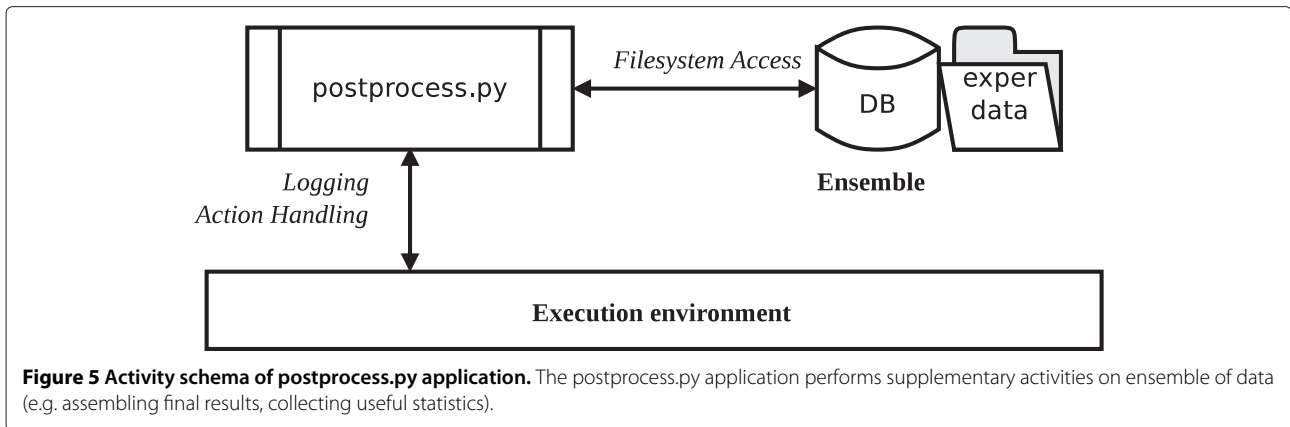 postprocess.py
Filesystem Access
DB
exper
data
Ensemble
Logging
Action Handling
Execution environment
Figure 5 Activity schema of postprocess.py application. The postprocess.py application performs supplementary activities on ensemble of data
(e.g. assembling final results, collecting useful statistics).